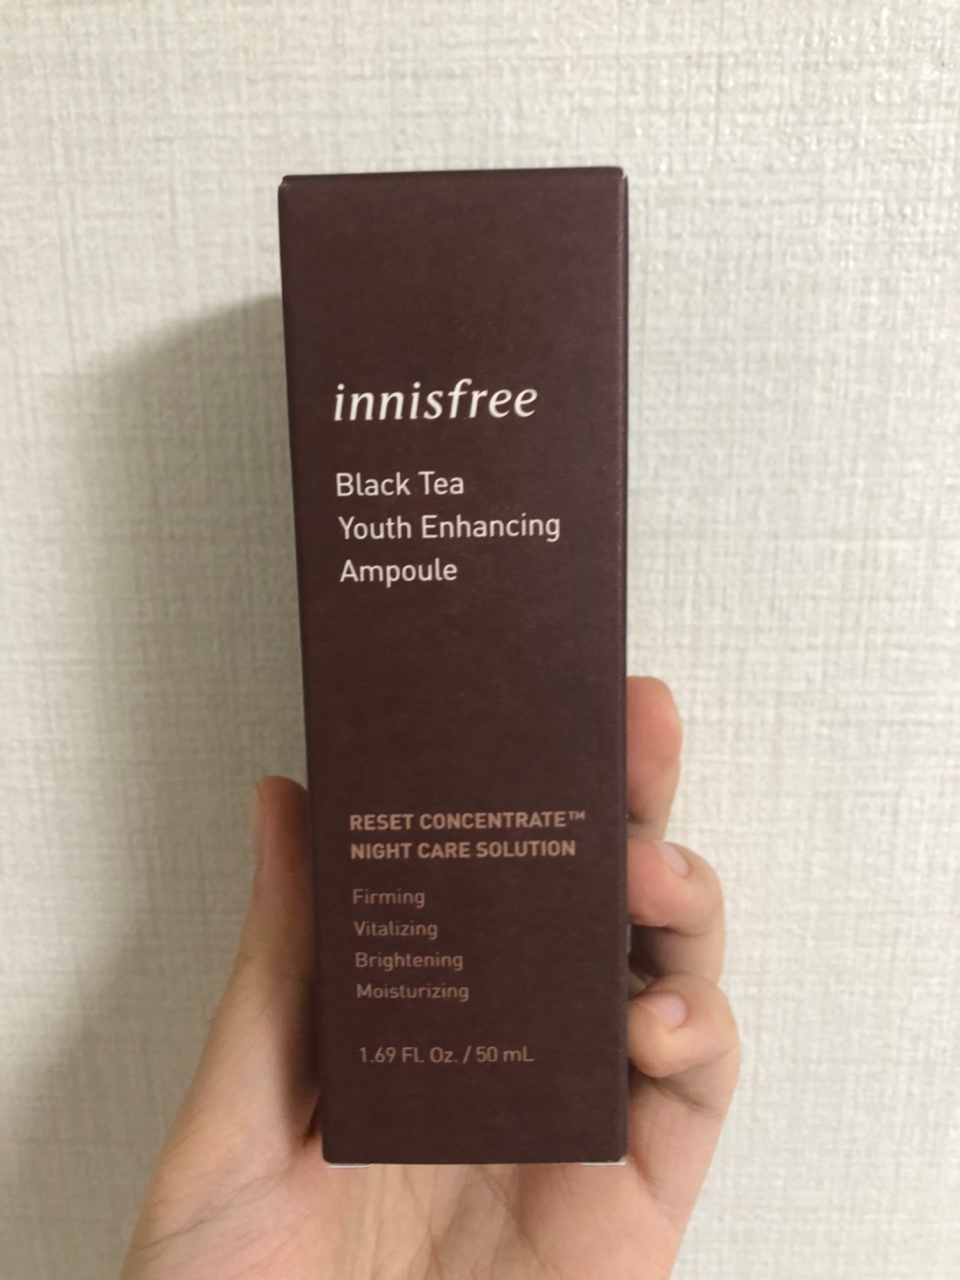 innisfree
Black Tea
Youth Enhancing
Ampoule
RESET CONCENTRATE™
NIGHT CARE SOLUTION
Firming
Vitalizing
Brightening
Moisturizing
1.69 Fl. Oz. / 50 mL